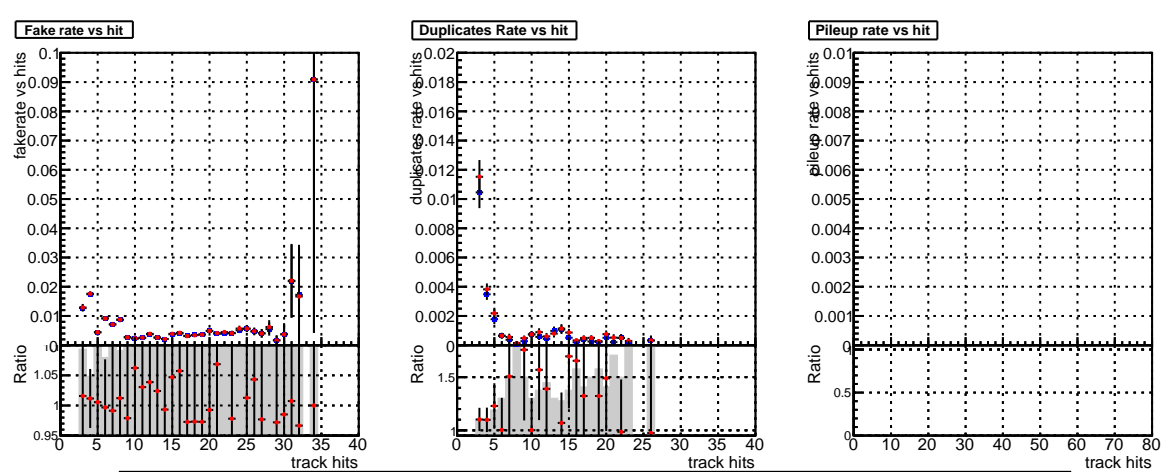 Fake rate vs hit
fakerate vs hits
0.1
0.09
0.08
0.07
0.06
0.05
0.04
0.03
0.02
0.01
0
Ratio
1.05
1
0.95
0 5 10 15 20 25 30 35 40
track hits
Duplicates Rate vs hit
duplicates rate vs hits
0.02
0.018
0.016
0.014
0.012
0.01
0.008
0.006
0.004
0.002
0
Ratio
1.5
1
0 5 10 15 20 25 30 35 40
track hits
Pileup rate vs hit
pileup rate vs hits
0.01
0.009
0.008
0.007
0.006
0.005
0.004
0.003
0.002
0.001
0
Ratio
1
0.5
0
10 20 30 40 50 60 70 80
track hits